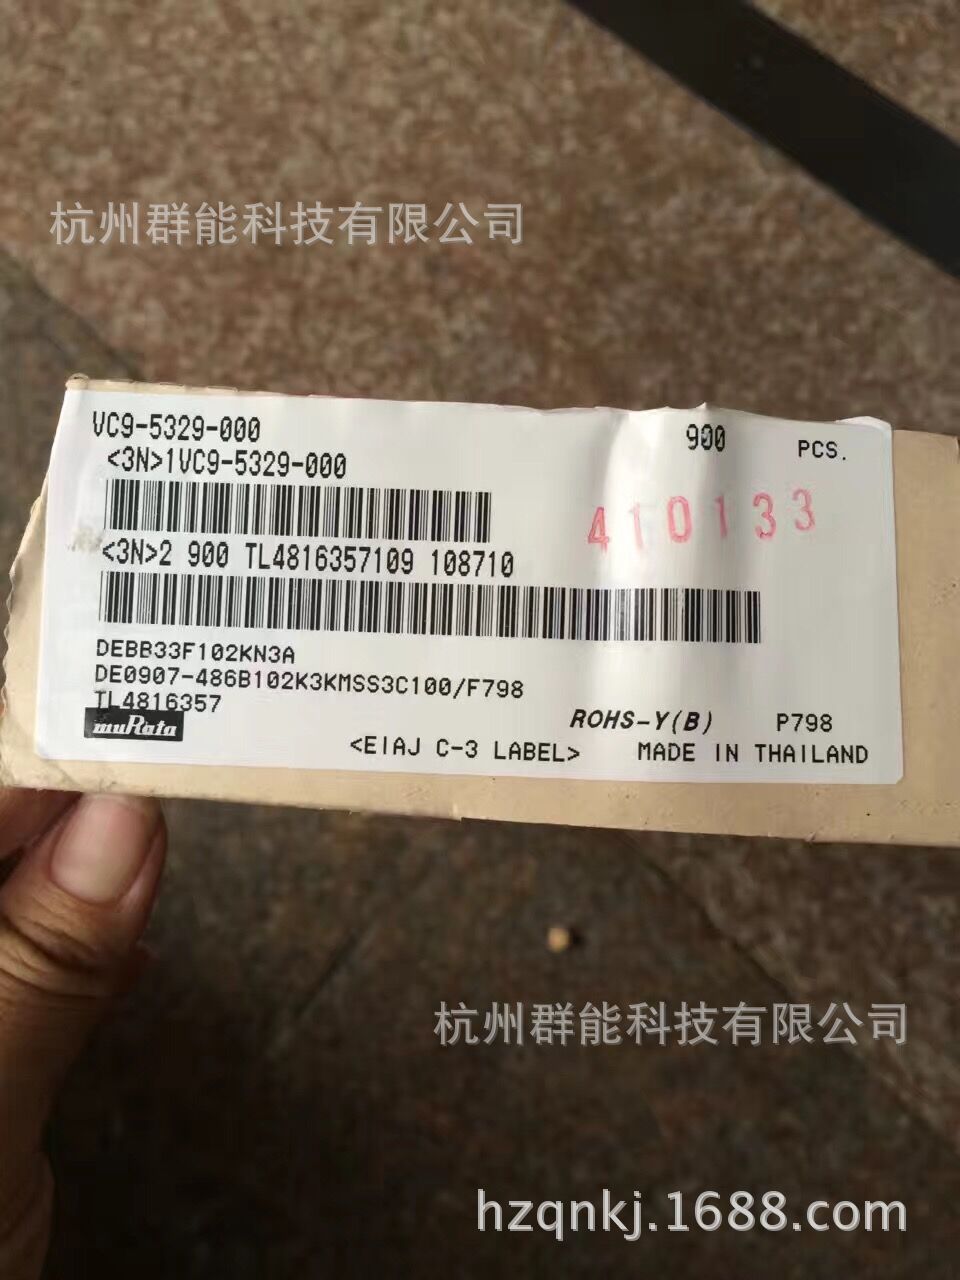 杭州群能科技有限公司
VC9-5329-000
900 PCS.
<3N>1VC9-5329-000
410133
<3N>2 900 TL4816357109 108710
DEBB33F102KN3A
DE0907-486B102K3KMSS3C100/F798
TL4816357
muRata
ROHS-Y(B) P798
<EIAJ C-3 LABEL> MADE IN THAILAND
杭州群能科技有限公司
hzqnkj.1688.com